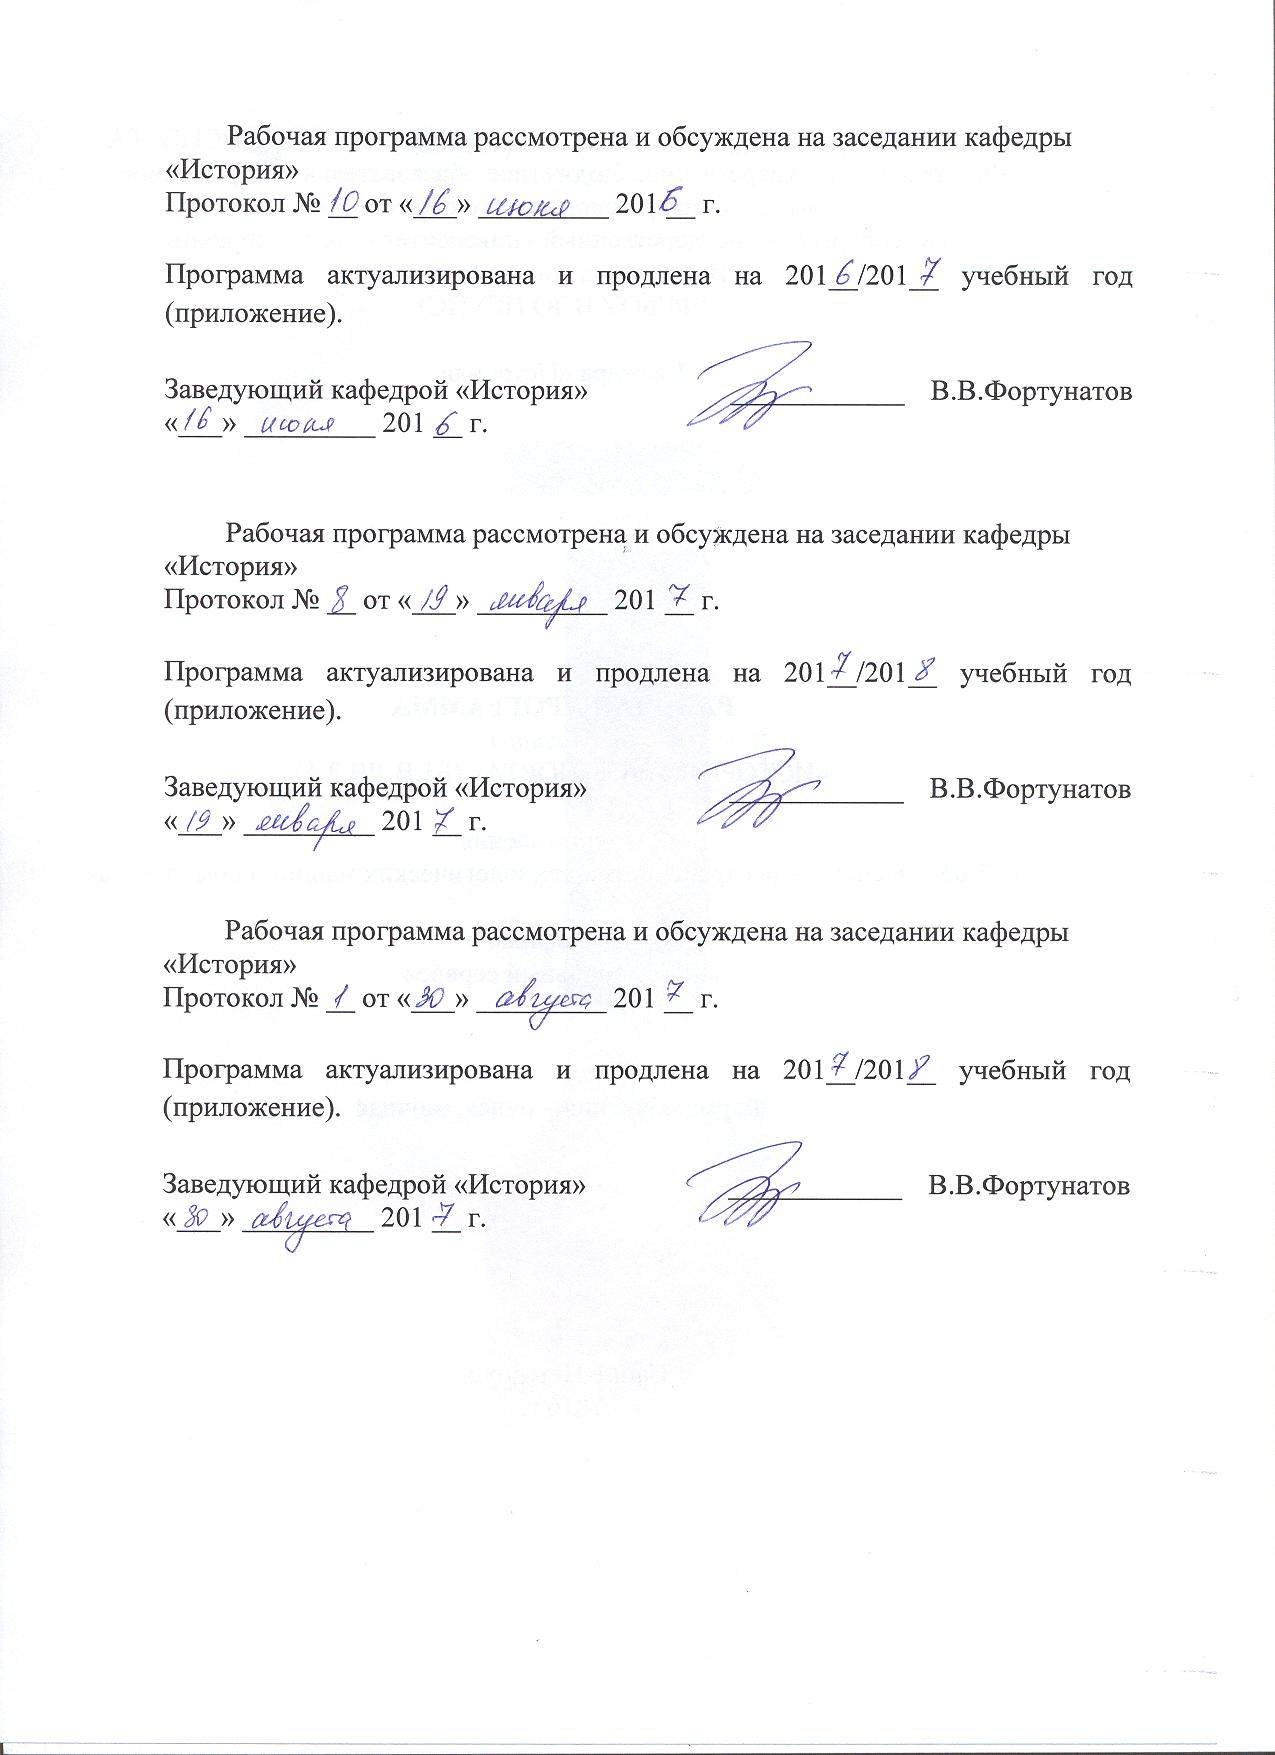 Рабочая программа рассмотрена и обсуждена на заседании кафедры
«История»
Протокол № 10 от «16» июня 2016 г.
Программа актуализирована и продлена на 2016/2017 учебный год
(приложение).
Заведующий кафедрой «История» В.В.Фортунатов
«16» июня 2016 г.
Рабочая программа рассмотрена и обсуждена на заседании кафедры
«История»
Протокол № 8 от «19» января 2017 г.
Программа актуализирована и продлена на 2017/2018 учебный год
(приложение).
Заведующий кафедрой «История» В.В.Фортунатов
«19» января 2017 г.
Рабочая программа рассмотрена и обсуждена на заседании кафедры
«История»
Протокол № 1 от «30» августа 2017 г.
Программа актуализирована и продлена на 2017/2018 учебный год
(приложение).
Заведующий кафедрой «История» В.В.Фортунатов
«30» августа 2017 г.